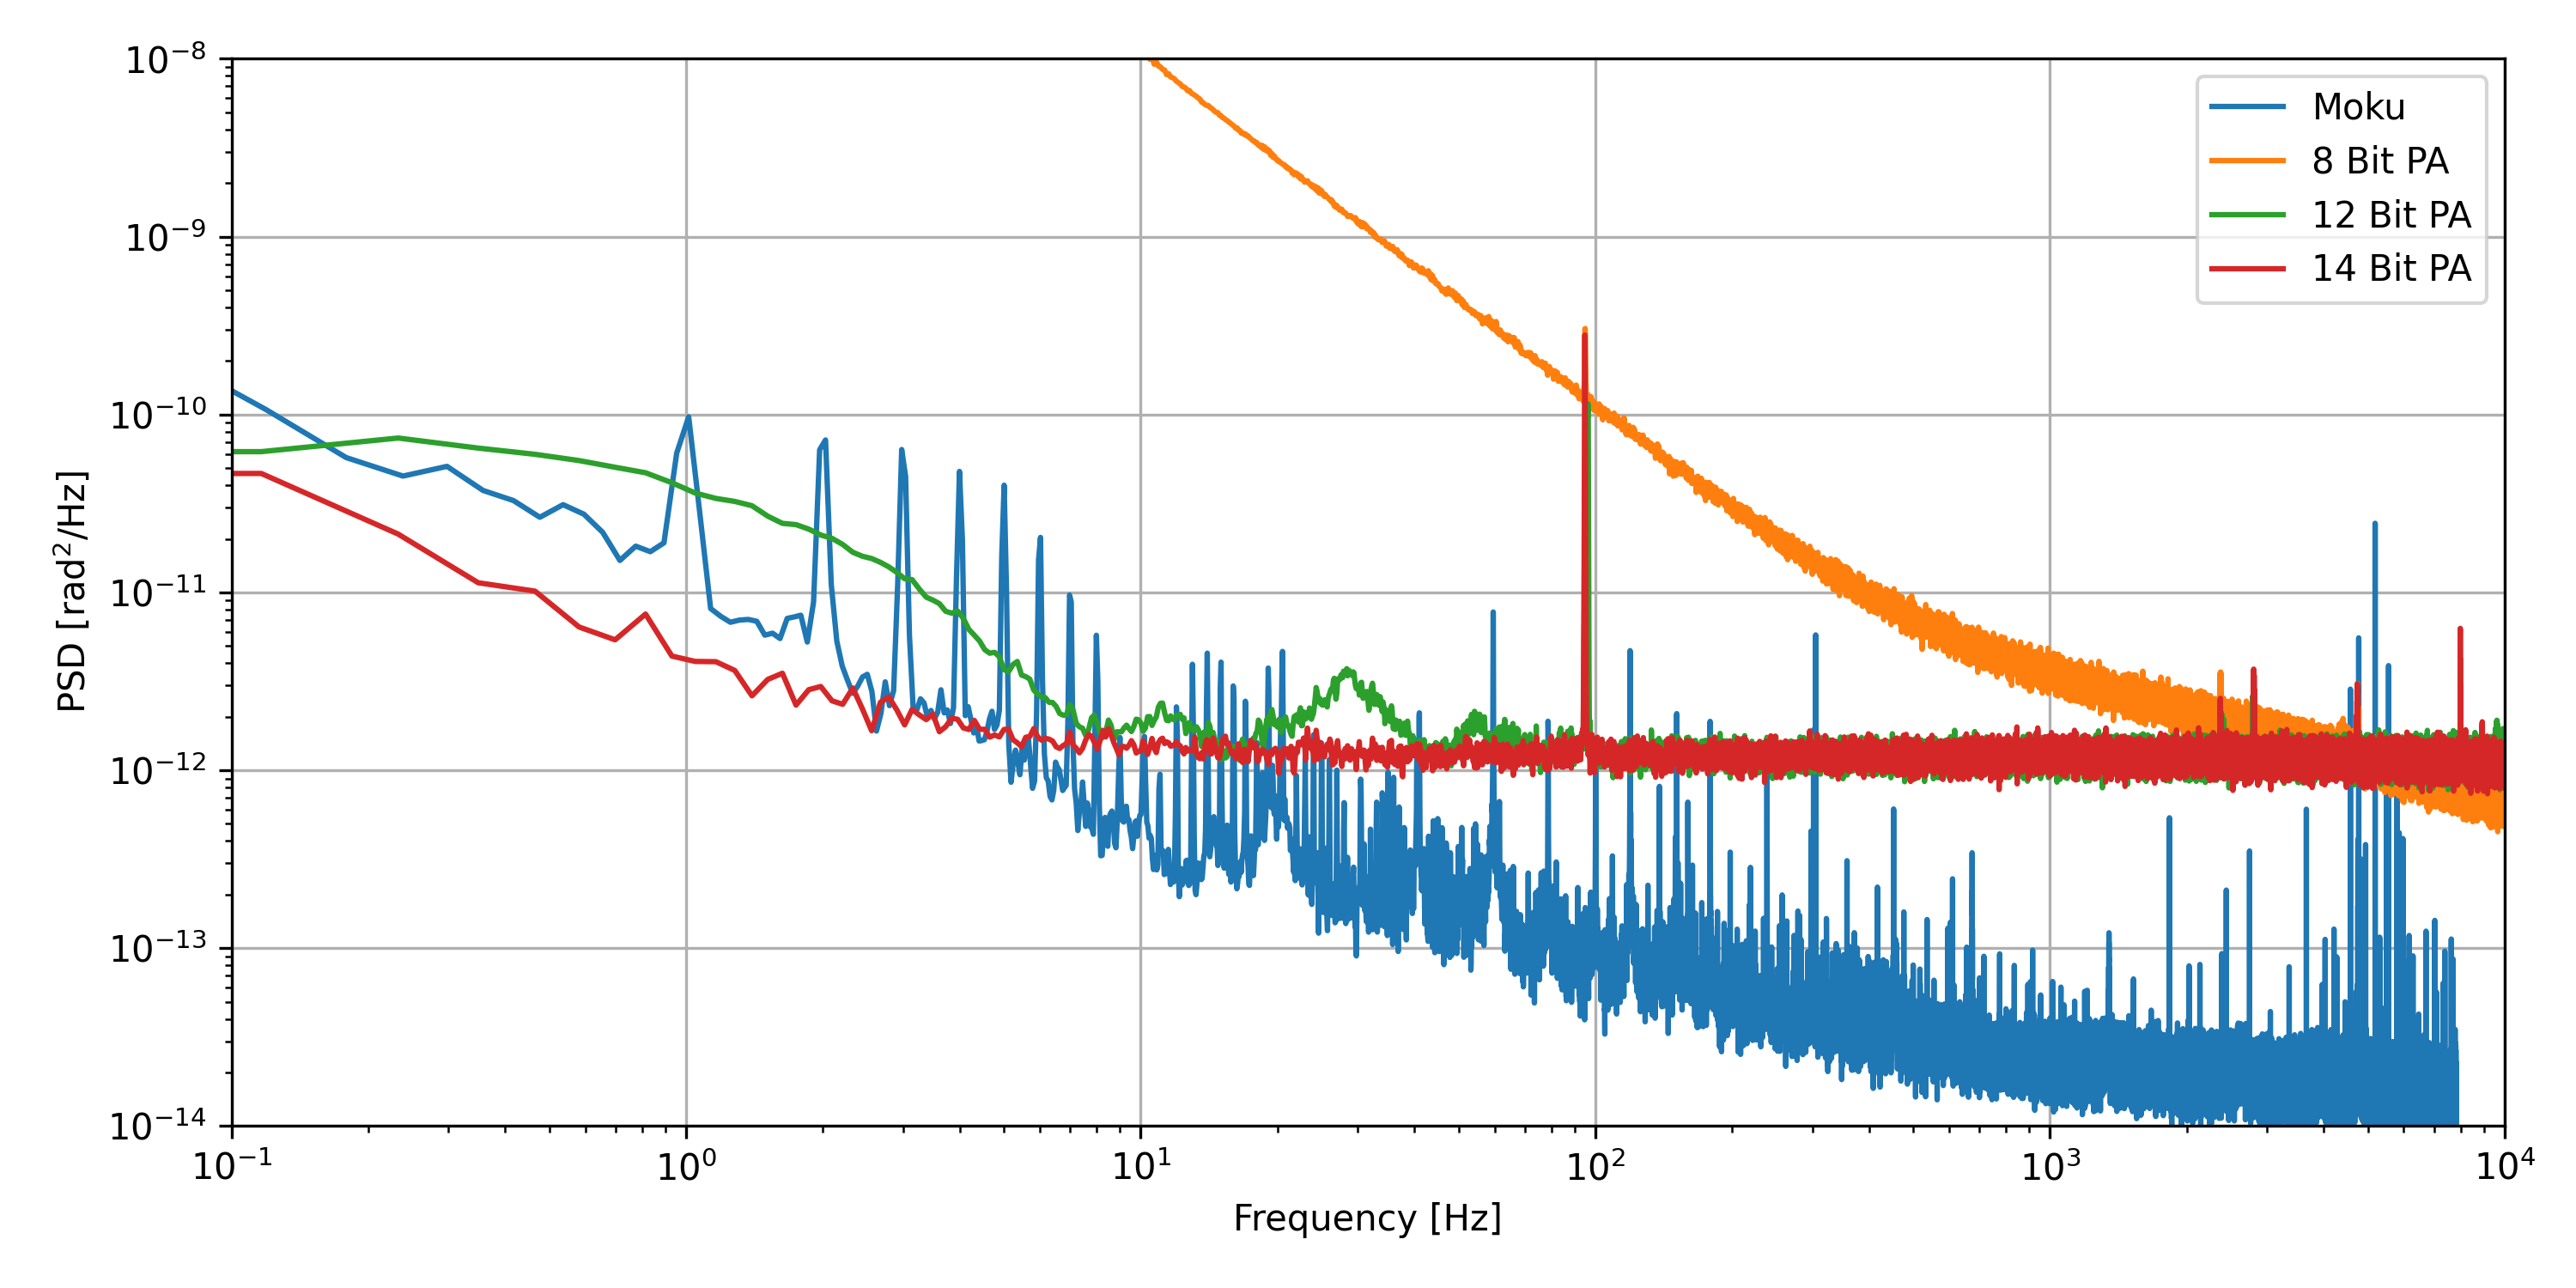 10⁻⁸
10⁻⁹
10⁻¹⁰
10⁻¹¹
10⁻¹²
10⁻¹³
10⁻¹⁴
PSD [rad²/Hz]
Moku
8 Bit PA
12 Bit PA
14 Bit PA
10⁻¹ 10⁰ 10¹ 10² 10³ 10⁴
Frequency [Hz]